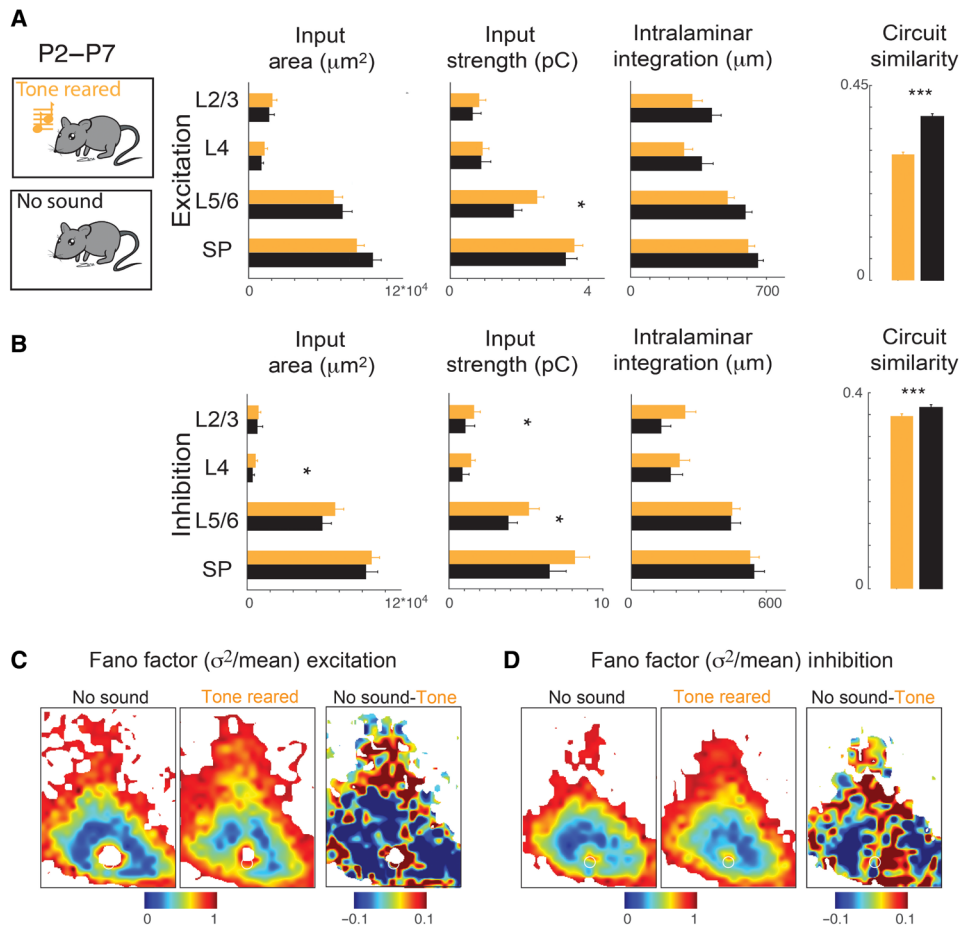 A
P2–P7
Tone reared
No sound
Input
area (μm²)
Input
strength (pC)
Intralaminar
integration (μm)
Circuit
similarity
Excitation
L2/3
L4
L5/6
SP
*
***
0.45
0
0
12*10⁴
0
4
0
700
B
Input
area (μm²)
Input
strength (pC)
Intralaminar
integration (μm)
Circuit
similarity
Inhibition
L2/3
L4
L5/6
SP
*
*
*
***
0.4
0
0
12*10⁴
0
10
0
600
C
Fano factor (σ²/mean) excitation
No sound
Tone reared
No sound-Tone
0
1
−0.1
0.1
D
Fano factor (σ²/mean) inhibition
No sound
Tone reared
No sound-Tone
0
1
−0.1
0.1